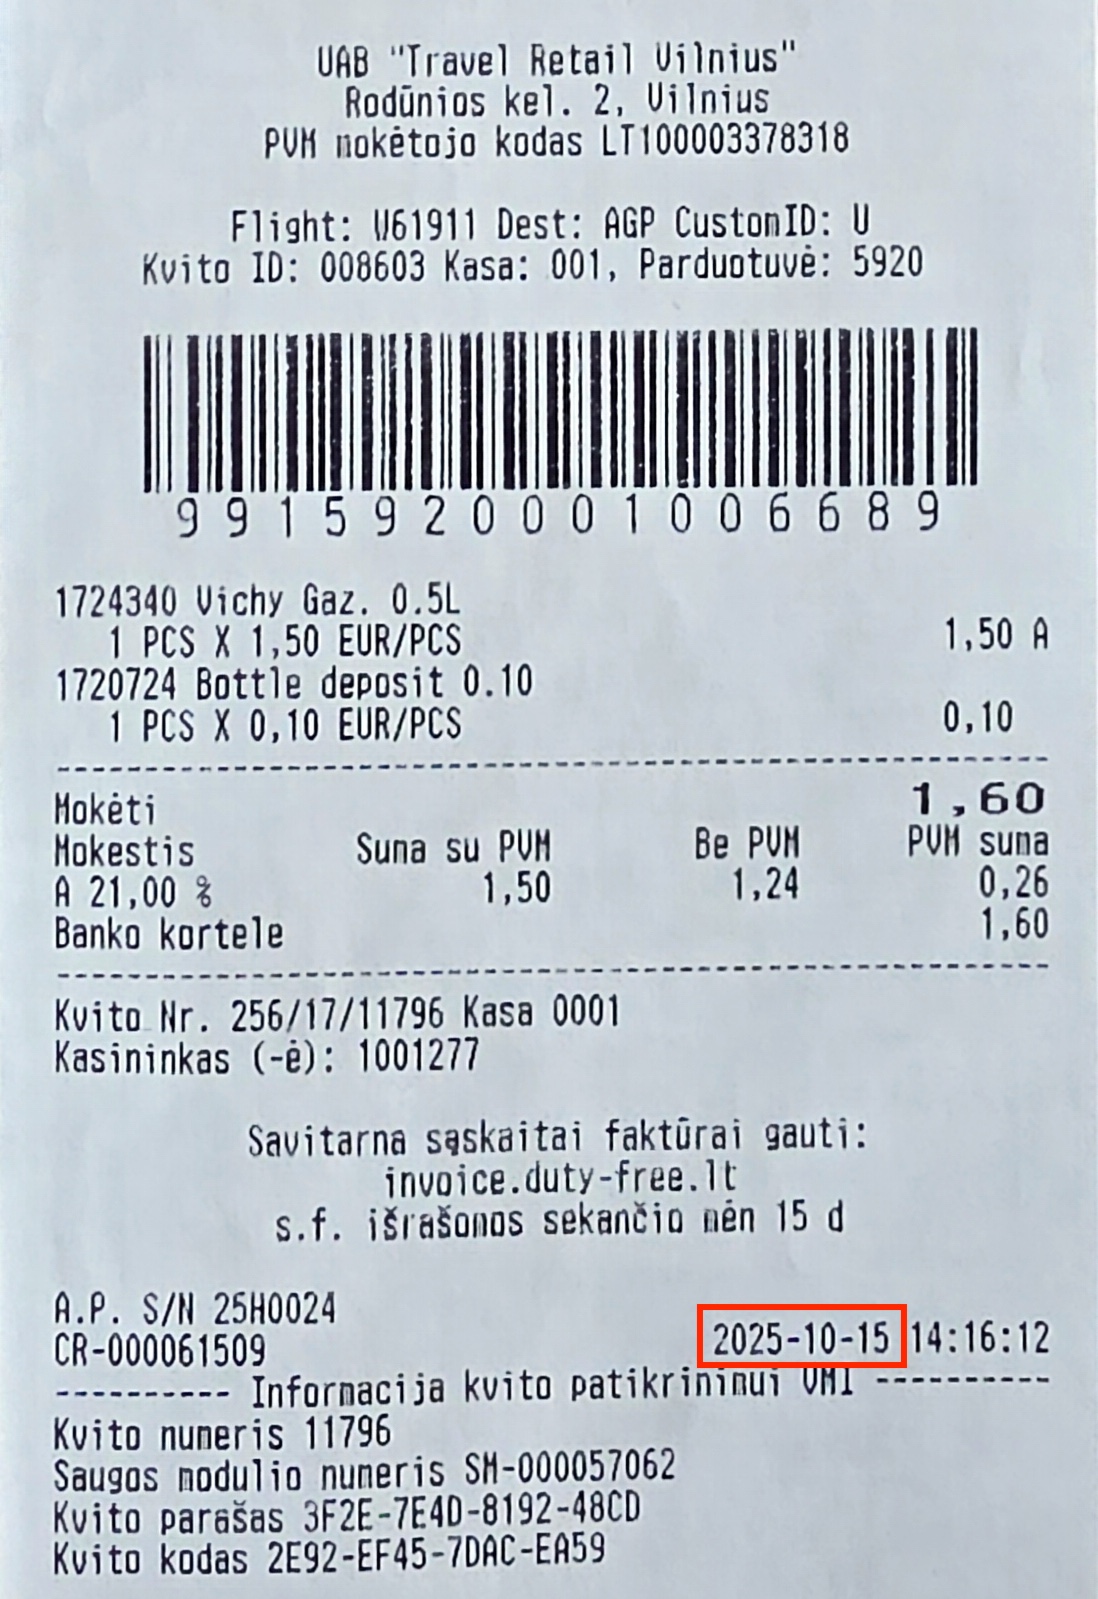 UAB "Travel Retail Vilnius"
Rodūnios kel. 2, Vilnius
PVM mokėtojo kodas LT100003378318
Flight: W61911 Dest: AGP CustomID: U
Kvito ID: 008603 Kasa: 001, Parduotuvė: 5920
9915920001006689
1724340 Vichy Gaz. 0.5L
1 PCS X 1,50 EUR/PCS 1,50 A
1720724 Bottle deposit 0.10
1 PCS X 0,10 EUR/PCS 0,10
Mokėti 1,60
Mokestis Suma su PVM Be PVM PVM suma
A 21,00 % 1,50 1,24 0,26
Banko kortele 1,60
Kvito Nr. 256/17/11796 Kasa 0001
Kasininkas (-ė): 1001277
Savitarna sąskaitai faktūrai gauti:
invoice.duty-free.lt
s.f. išrašomos sekančio mėn 15 d
A.P. S/N 25H0024
CR-000061509 2025-10-15 14:16:12
---------- Informacija kvito patikrinimui VMI ----------
Kvito numeris 11796
Saugos modulio numeris SM-000057062
Kvito parašas 3F2E-7E4D-8192-48CD
Kvito kodas 2E92-EF45-7DAC-EA59